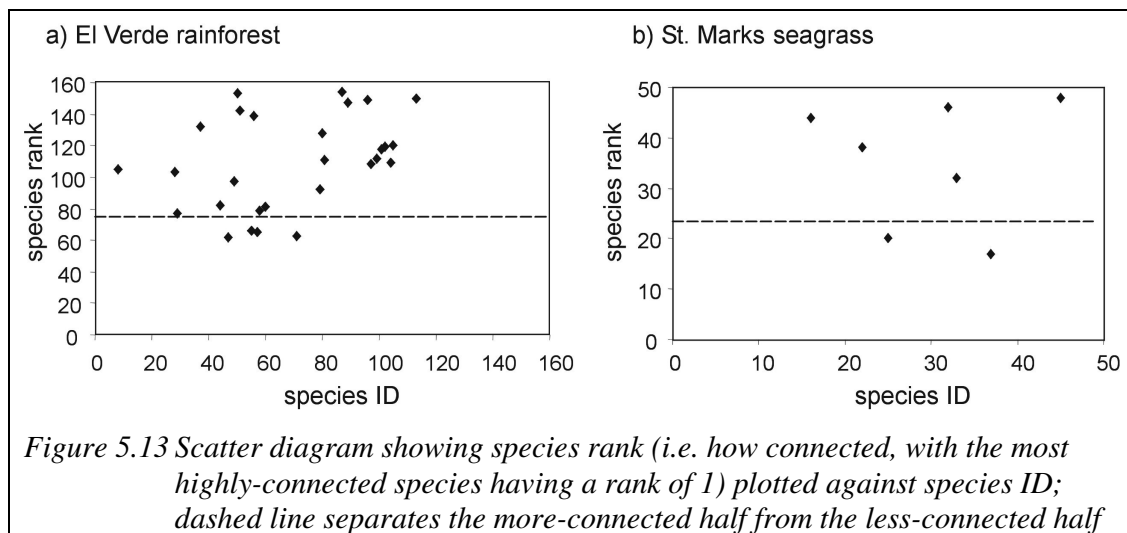 a) El Verde rainforest
160
140
120
100
80
60
40
20
0
species rank
0 20 40 60 80 100 120 140 160
species ID
b) St. Marks seagrass
50
40
30
20
10
0
species rank
0 10 20 30 40 50
species ID
Figure 5.13 Scatter diagram showing species rank (i.e. how connected, with the most
highly-connected species having a rank of 1) plotted against species ID;
dashed line separates the more-connected half from the less-connected half